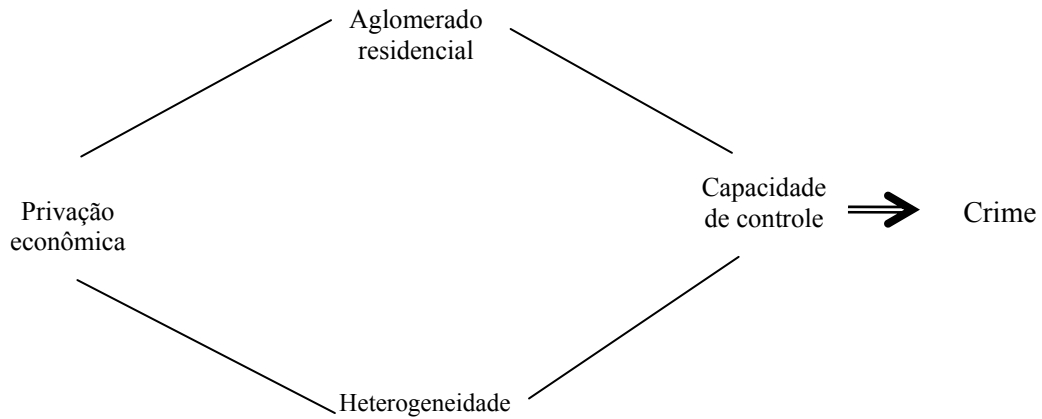 Aglomerado
residencial
Privação
econômica
Capacidade
de controle
Crime
Heterogeneidade